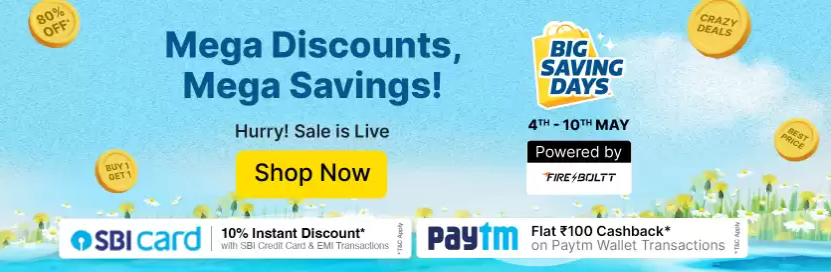 80%
OFF*
Mega Discounts,
Mega Savings!
Hurry! Sale is Live
Shop Now
BUY 1
GET 1
BIG
SAVING
DAYS
4TH - 10TH MAY
Powered by
FIRE BOLTT
CRAZY
DEALS
BEST
PRICE
SBI card
10% Instant Discount*
with SBI Credit Card & EMI Transactions
*T&C Apply
paytm
Flat ₹100 Cashback*
on Paytm Wallet Transactions
*T&C Apply